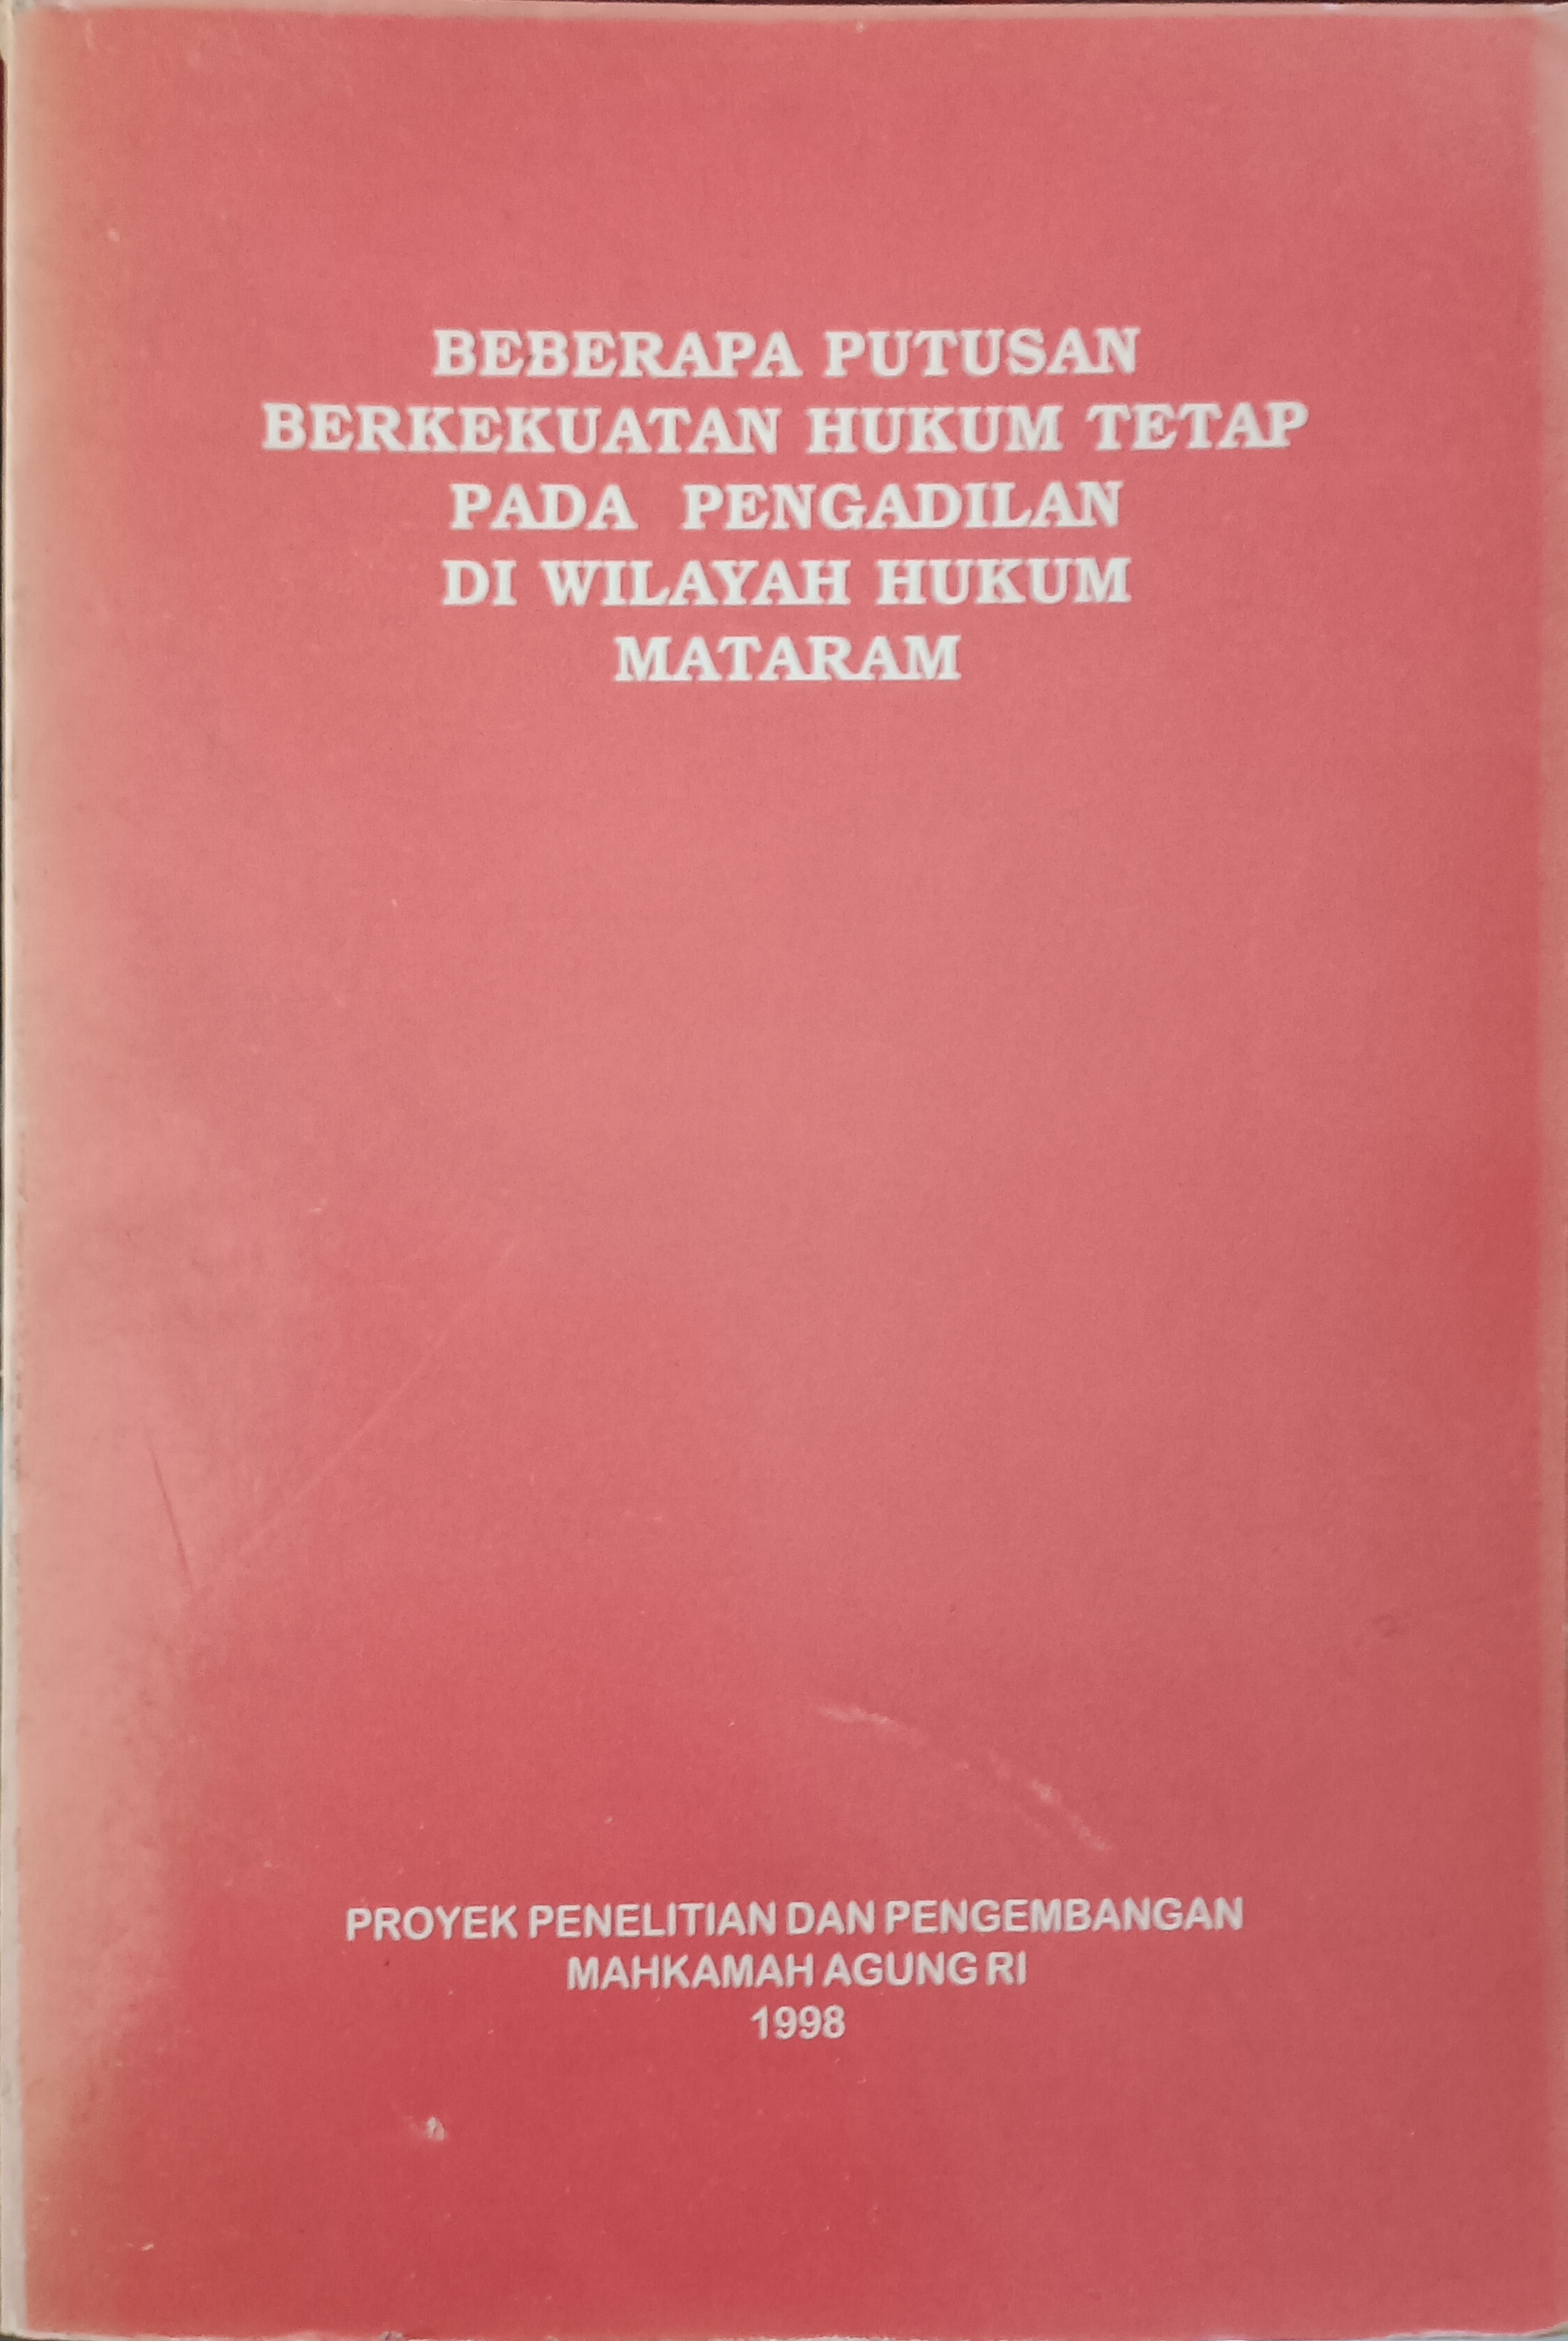 BEBERAPA PUTUSAN
BERKEKUATAN HUKUM TETAP
PADA PENGADILAN
DI WILAYAH HUKUM
MATARAM
PROYEK PENELITIAN DAN PENGEMBANGAN
MAHKAMAH AGUNG RI
1998